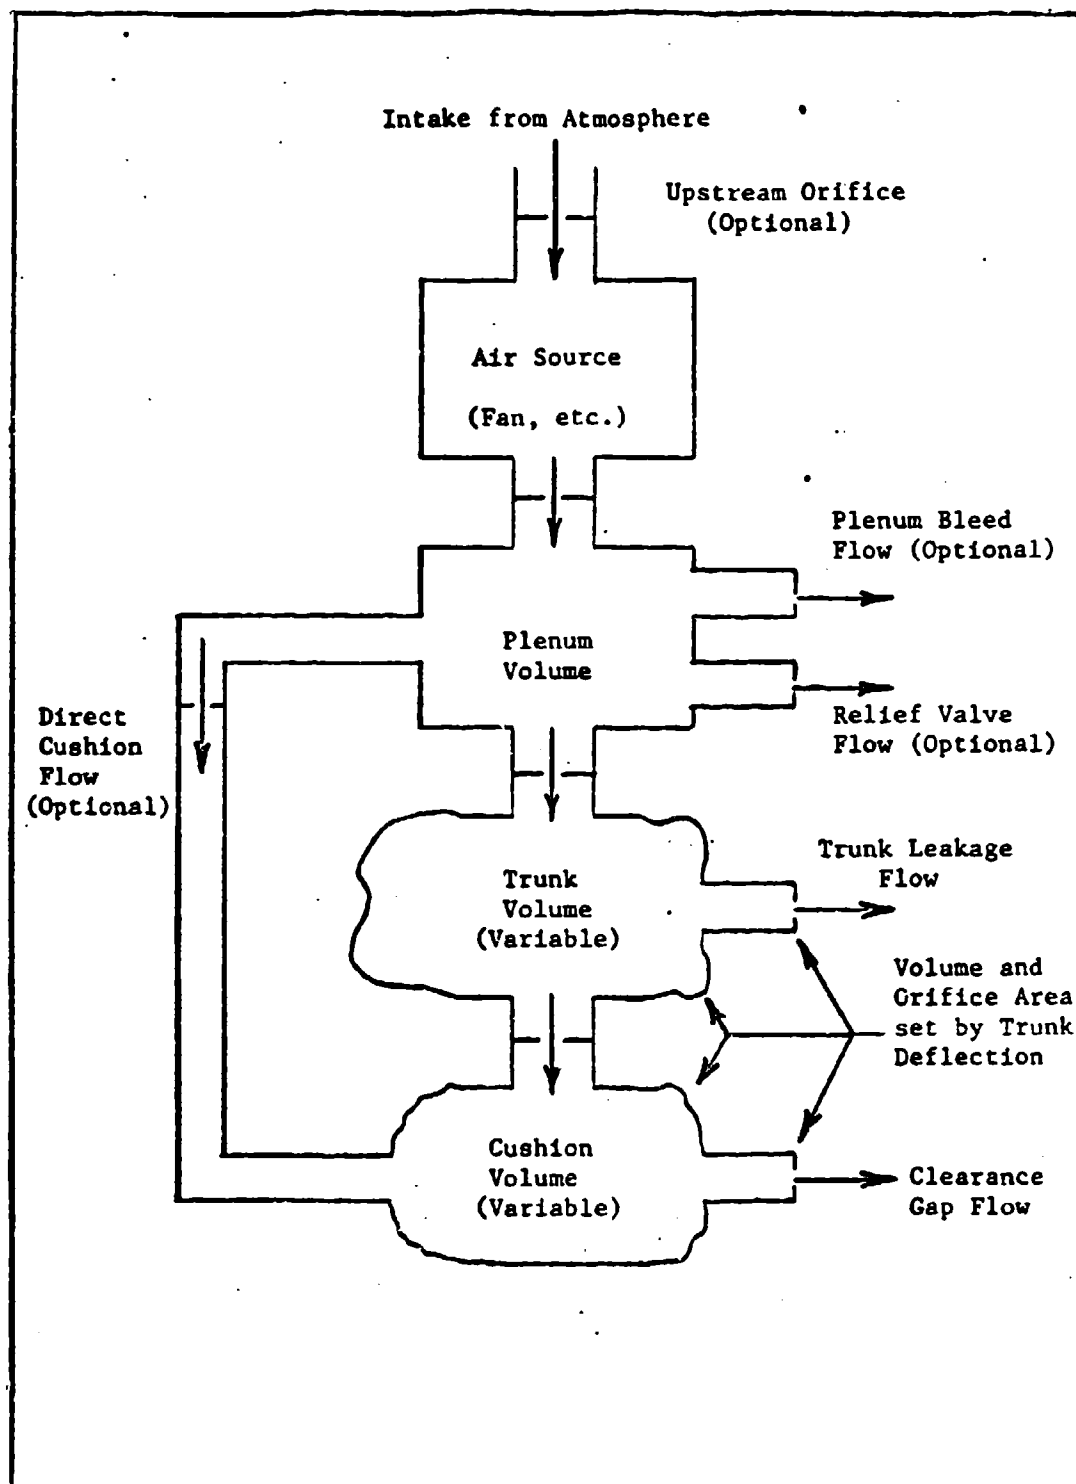 Intake from Atmosphere
Upstream Orifice
(Optional)
Air Source
(Fan, etc.)
Plenum Bleed
Flow (Optional)
Plenum
Volume
Relief Valve
Flow (Optional)
Direct
Cushion
Flow
(Optional)
Trunk Leakage
Flow
Trunk
Volume
(Variable)
Volume and
Orifice Area
set by Trunk
Deflection
Cushion
Volume
(Variable)
Clearance
Gap Flow